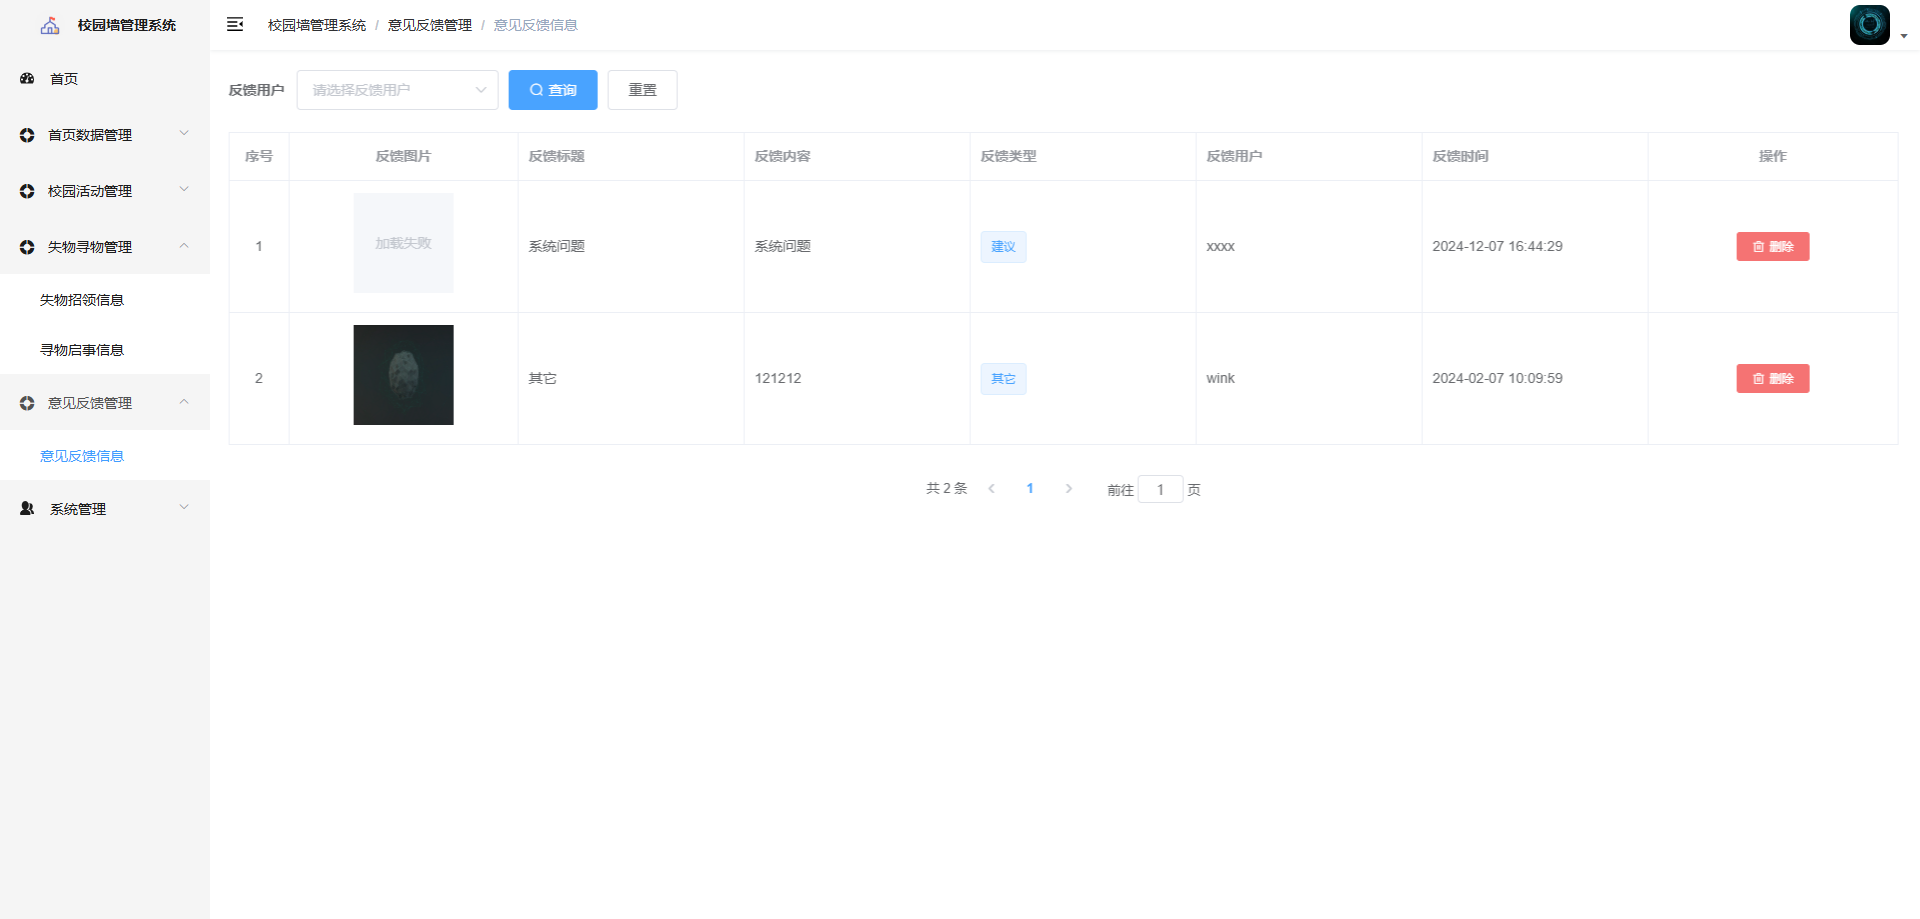 校园墙管理系统
首页
首页数据管理
校园活动管理
失物寻物管理
失物招领信息
寻物启事信息
意见反馈管理
意见反馈信息
系统管理
校园墙管理系统 / 意见反馈管理 / 意见反馈信息
反馈用户 请选择反馈用户 查询 重置
序号 反馈图片 反馈标题 反馈内容 反馈类型 反馈用户 反馈时间 操作
1 加载失败 系统问题 系统问题 建议 xxxx 2024-12-07 16:44:29 删除
2 其它 121212 其它 wink 2024-02-07 10:09:59 删除
共 2 条 1 前往 1 页